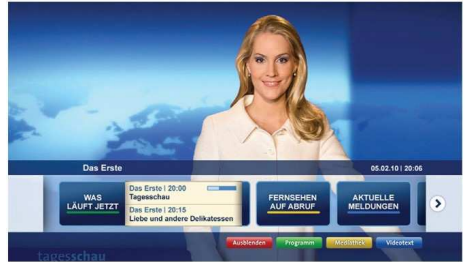 Das Erste
05.02.10 | 20:06
WAS
LÄUFT JETZT
Das Erste | 20:00
Tagesschau
Das Erste | 20:15
Liebe und andere Delikatessen
FERNSEHEN
AUF ABRUF
AKTUELLE
MELDUNGEN
Ausblenden
Programm
Mediathek
Videotext
tagesschau